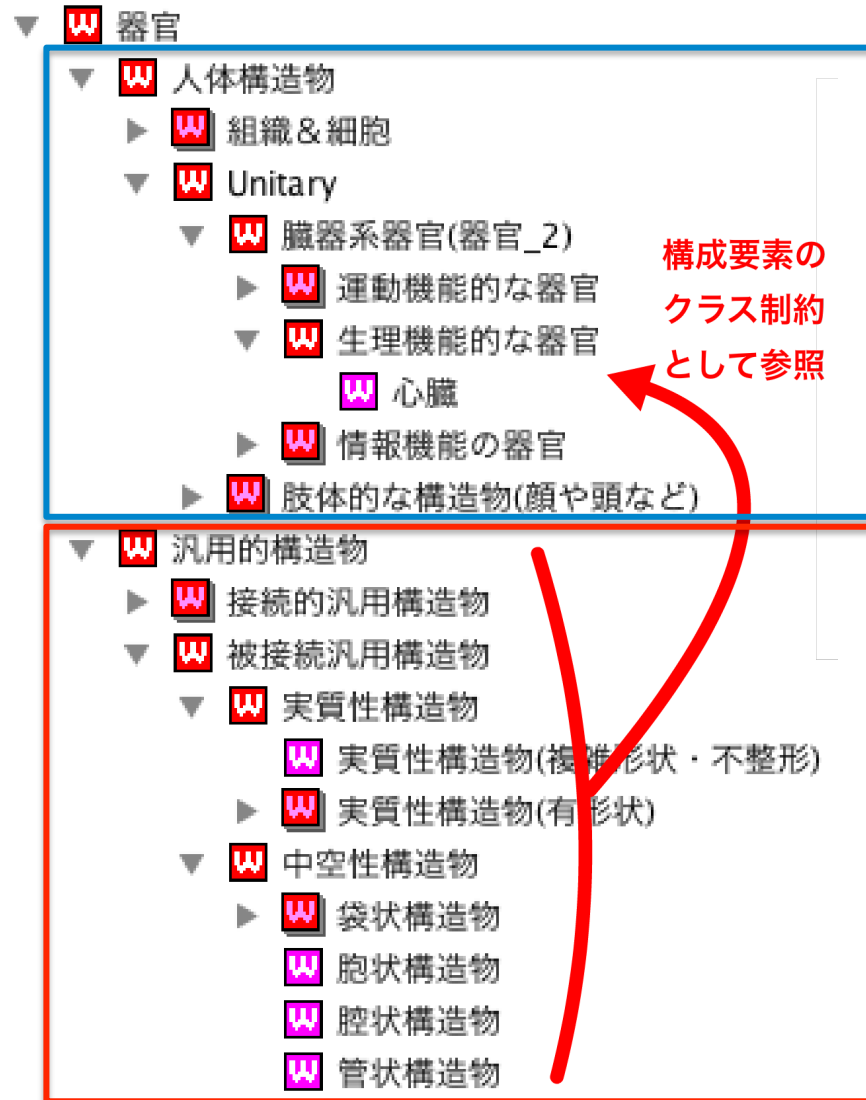 器官
人体構造物
組織＆細胞
Unitary
臓器系器官(器官_2)
運動機能的な器官
生理機能的な器官
心臓
情報機能の器官
肢体的な構造物(顔や頭など)
構成要素の
クラス制約
として参照
汎用的構造物
接続的汎用構造物
被接続汎用構造物
実質性構造物
実質性構造物(複雑形状・不整形)
実質性構造物(有形状)
中空性構造物
袋状構造物
胞状構造物
腔状構造物
管状構造物